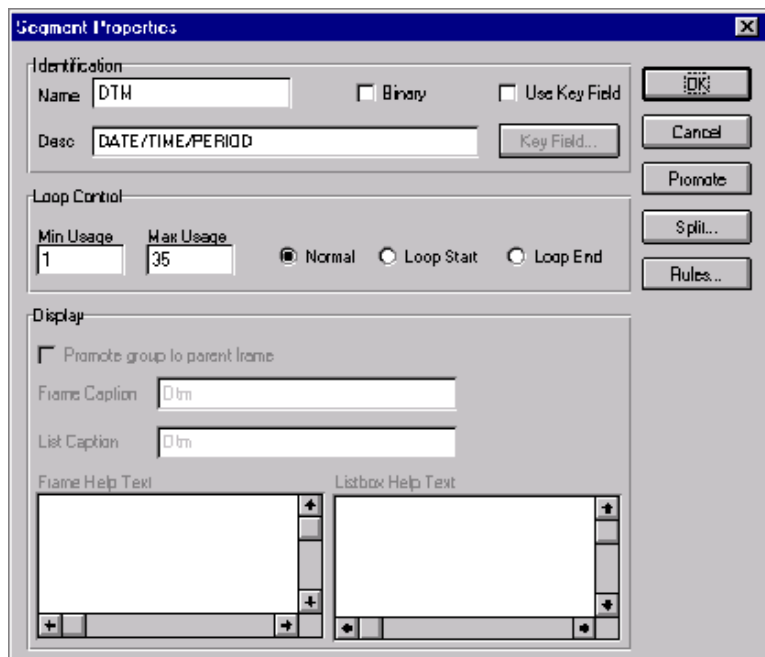 Segment Properties
Identification
Name DTM Binary Use Key Field
Desc DATE/TIME/PERIOD Key Field...
Loop Control
Min Usage Max Usage
1 35 Normal Loop Start Loop End
Display
Promote group to parent frame
Frame Caption Dtm
List Caption Dtm
Frame Help Text Listbox Help Text
OK
Cancel
Promote
Split...
Rules...